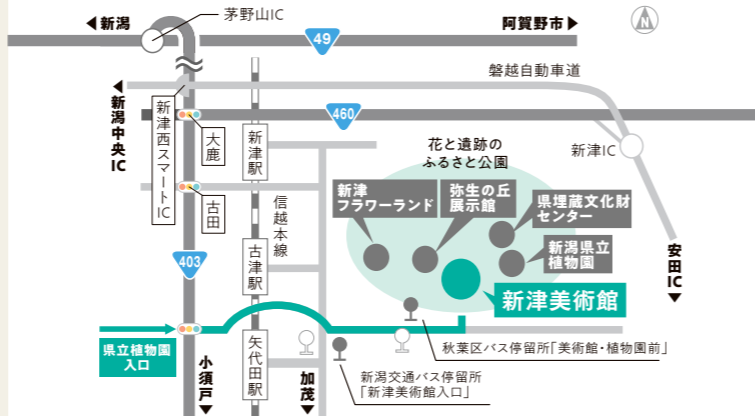 新潟
茅野山IC
49
阿賀野市
N
磐越自動車道
新潟中央IC
新津西スマートIC
大鹿
460
新津駅
花と遺跡の
ふるさと公園
新津IC
古田
信越本線
新津
フラワーランド
弥生の丘
展示館
県埋蔵文化財
センター
新潟県立
植物園
403
古津駅
安田IC
新津美術館
県立植物園
入口
小須戸
矢代田駅
加茂
秋葉区バス停留所「美術館・植物園前」
新潟交通バス停留所
「新津美術館入口」